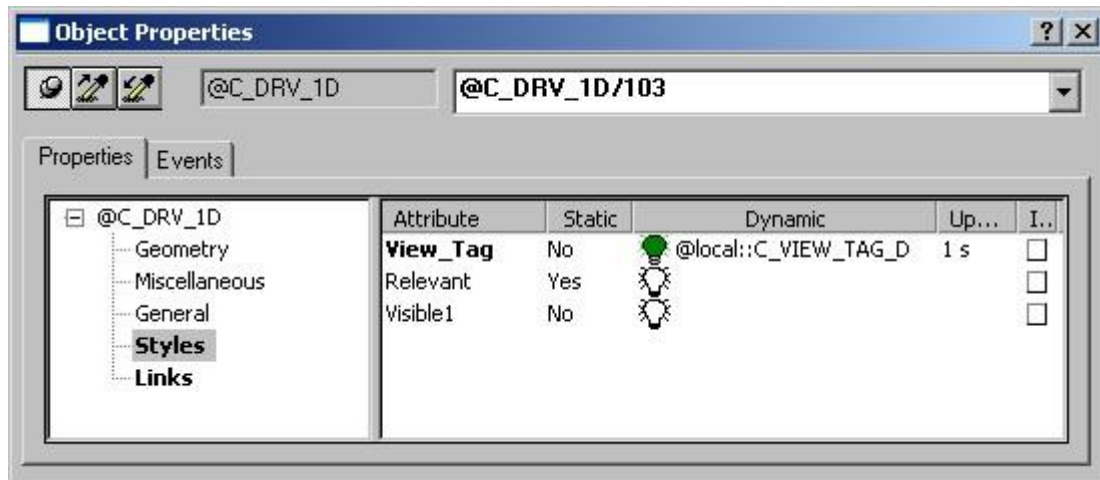 Object Properties
@C_DRV_1D @C_DRV_1D/103
Properties Events
@C_DRV_1D
Geometry
Miscellaneous
General
Styles
Links
Attribute Static Dynamic Up... I..
View_Tag No @local::C_VIEW_TAG_D 1 s
Relevant Yes
Visible1 No